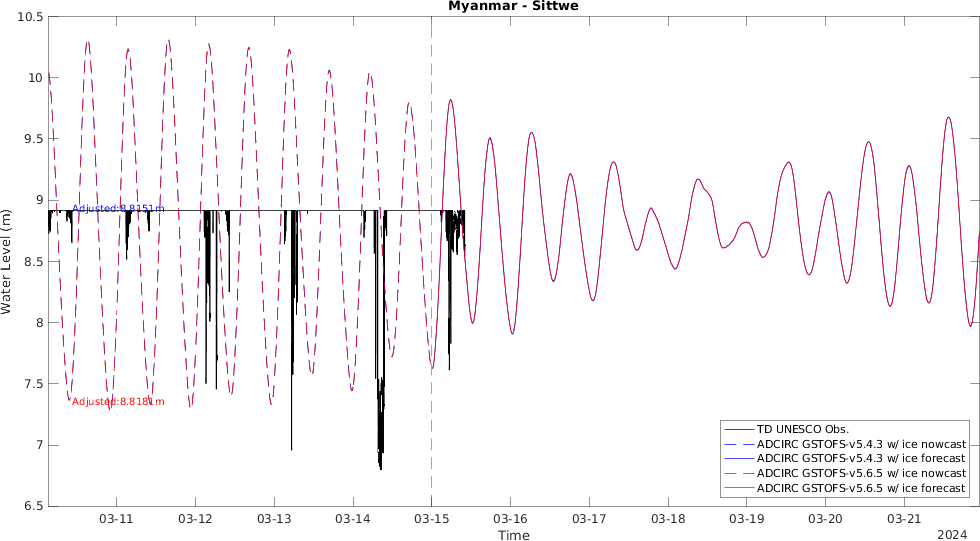 Myanmar - Sittwe
10.5
10
9.5
9
8.5
8
7.5
7
6.5
Water Level (m)
Adjusted:8.8151m
Adjusted:8.8181m
TD UNESCO Obs.
ADCIRC GSTOFS-v5.4.3 w/ ice nowcast
ADCIRC GSTOFS-v5.4.3 w/ ice forecast
ADCIRC GSTOFS-v5.6.5 w/ ice nowcast
ADCIRC GSTOFS-v5.6.5 w/ ice forecast
03-11 03-12 03-13 03-14 03-15 03-16 03-17 03-18 03-19 03-20 03-21
Time
2024